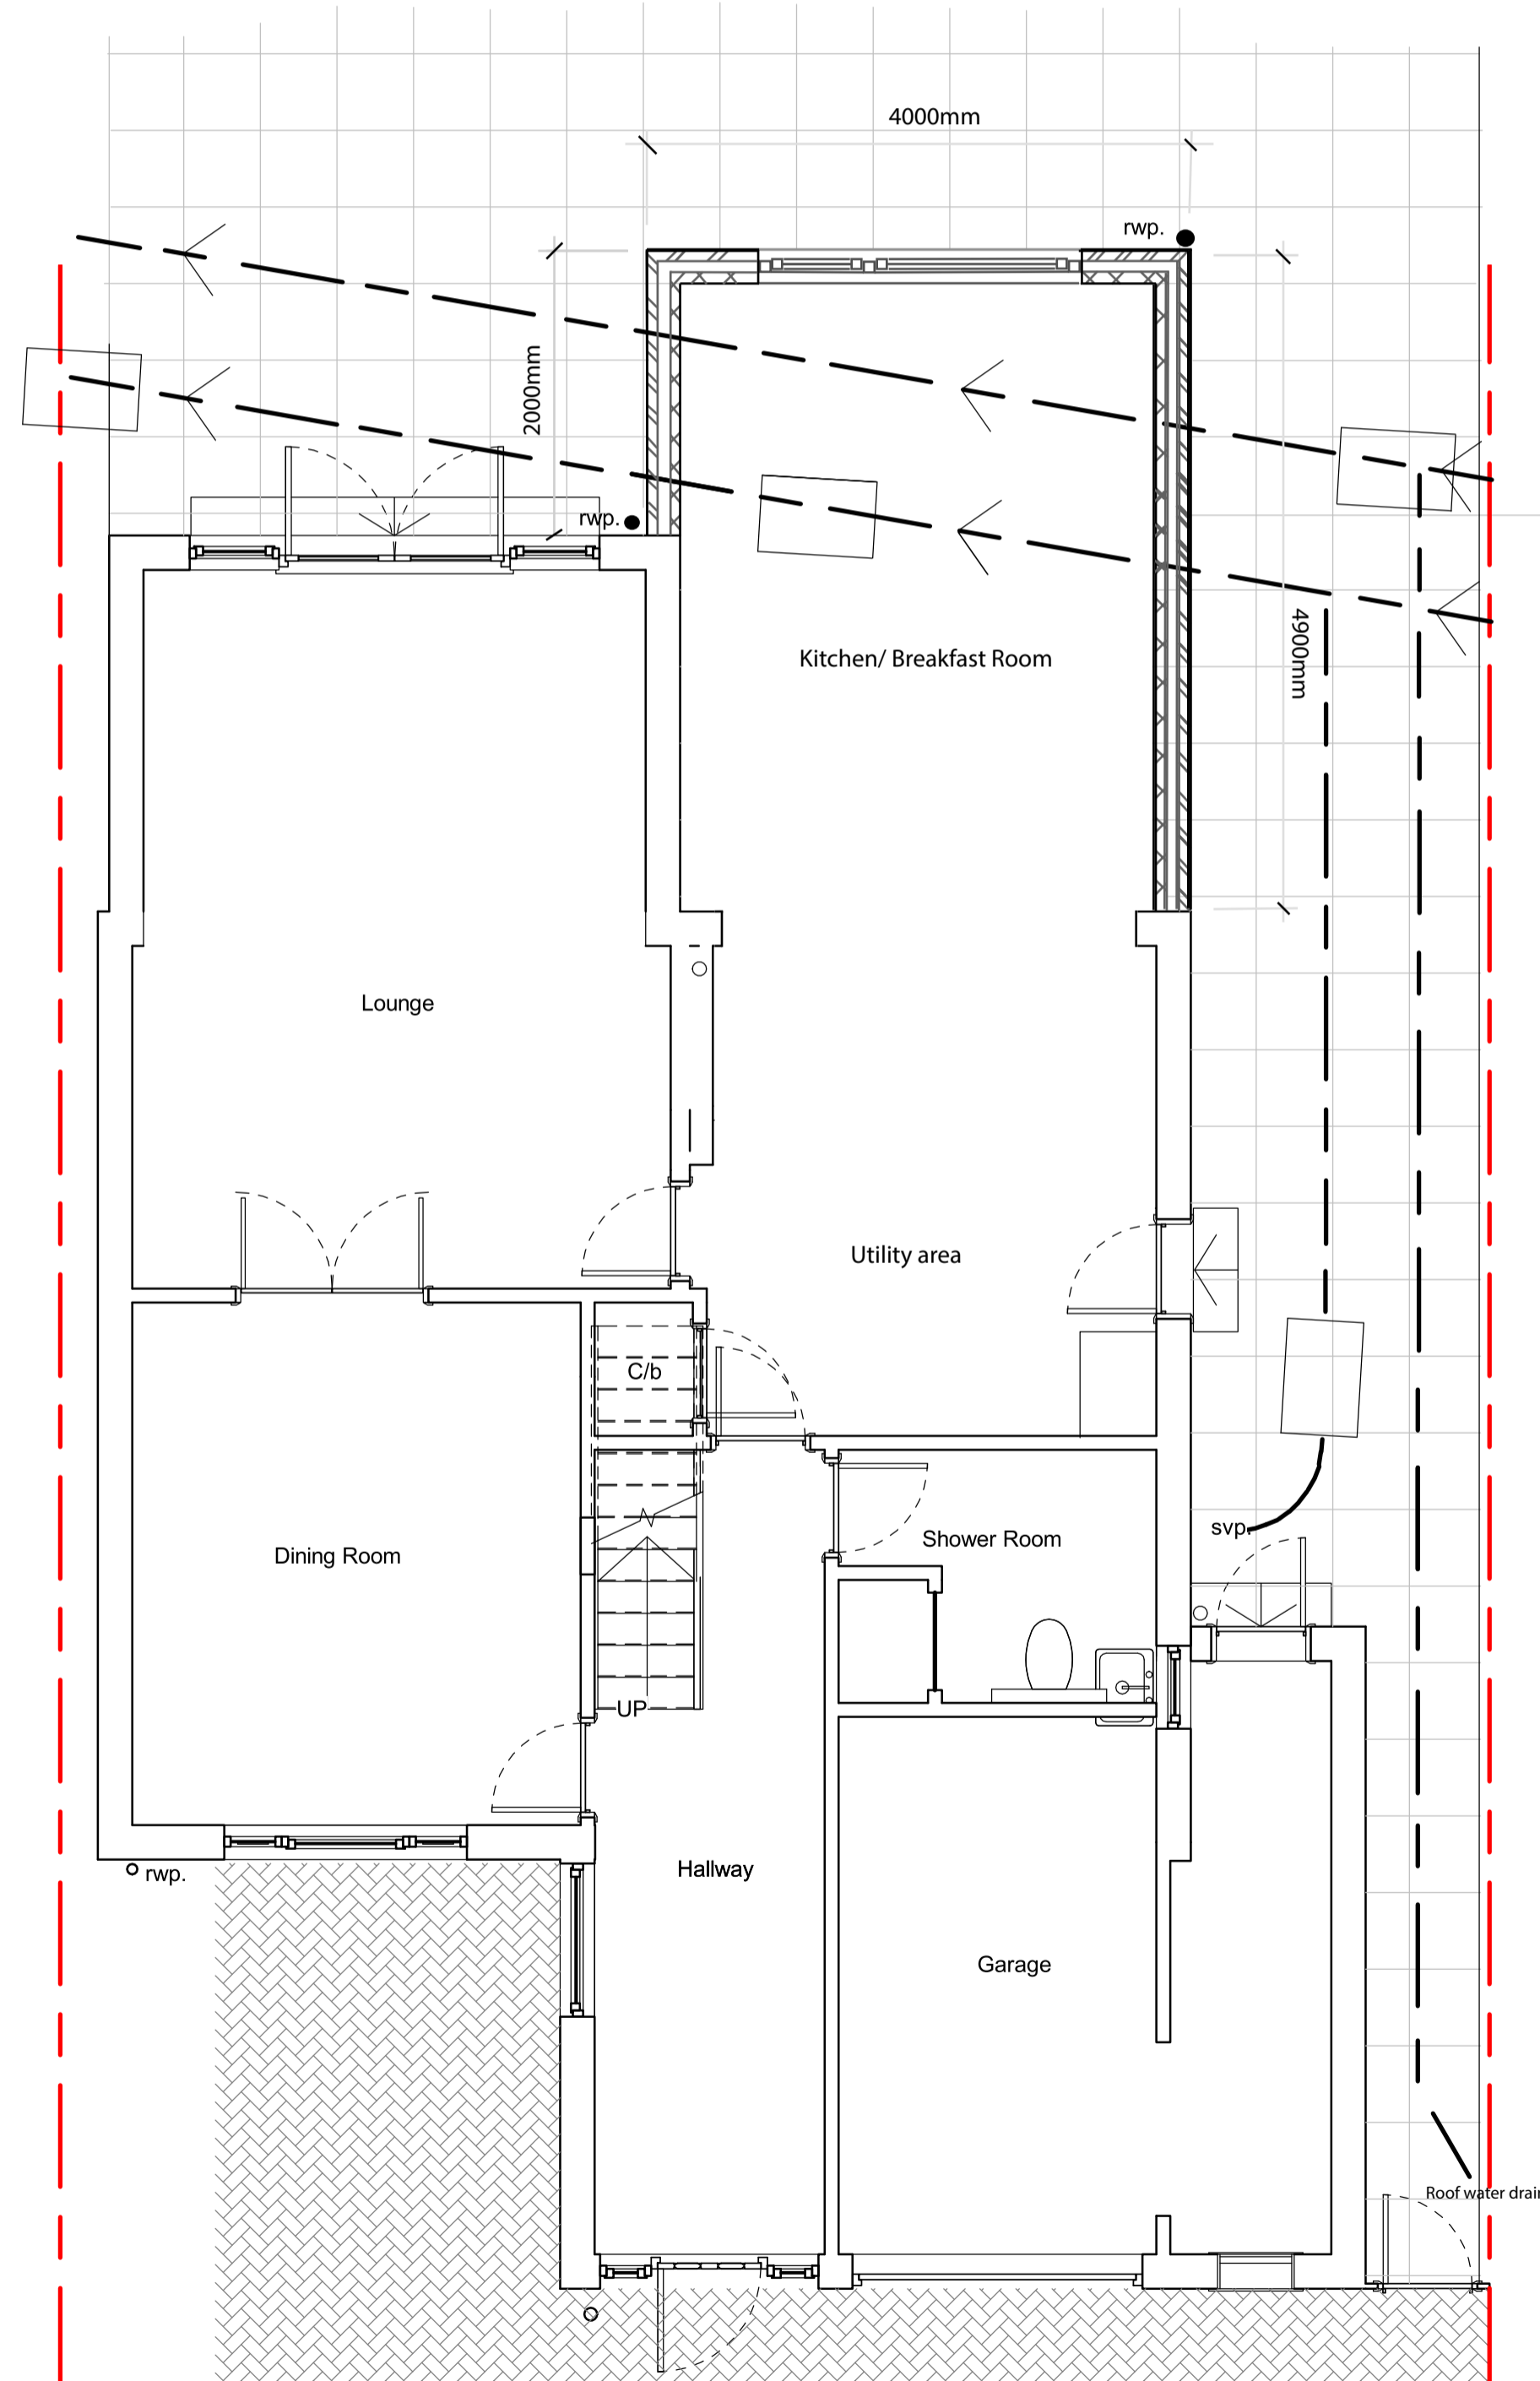 4000mm
rwp.
2000mm
rwp.
4900mm
Kitchen/ Breakfast Room
Lounge
Utility area
C/b
svp.
Shower Room
Dining Room
UP
Hallway
rwp.
Garage
Roof water drain